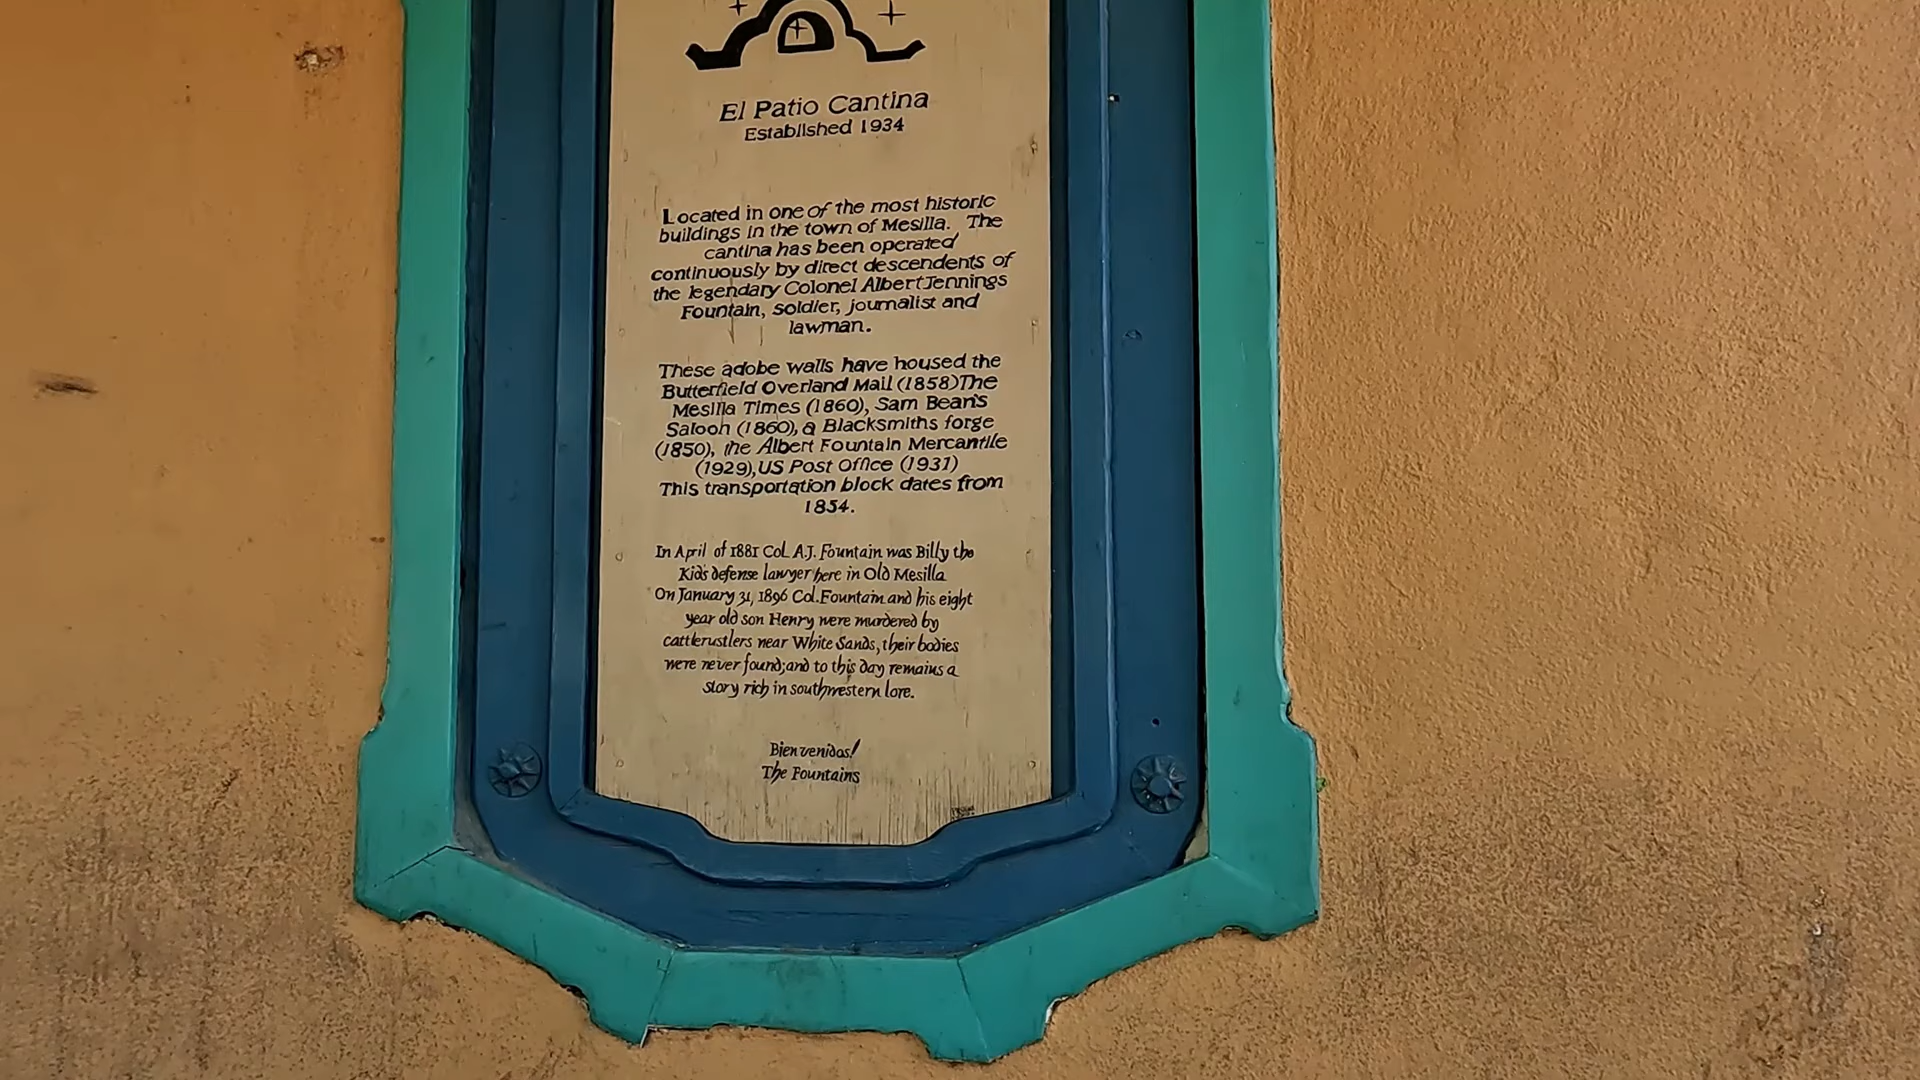 El Patio Cantina
Established 1934
Located in one of the most historic
buildings in the town of Mesilla. The
cantina has been operated
continuously by direct descendents of
the legendary Colonel Albert Jennings
Fountain, soldier, journalist and
lawman.
These adobe walls have housed the
Butterfield Overland Mail (1858)The
Mesilla Times (1860), Sam Bean's
Saloon (1860), a Blacksmiths forge
(1850), the Albert Fountain Mercantile
(1929),US Post Office (1931)
This transportation block dates from
1854.
In April of 1881 Col. A.J. Fountain was Billy the
Kid's defense lawyer here in Old Mesilla
On January 31, 1896 Col. Fountain and his eight
year old son Henry were murdered by
cattlerustlers near White Sands, their bodies
were never found;and to this day remains a
story rich in southwestern lore.
Bienvenidos!
The Fountains